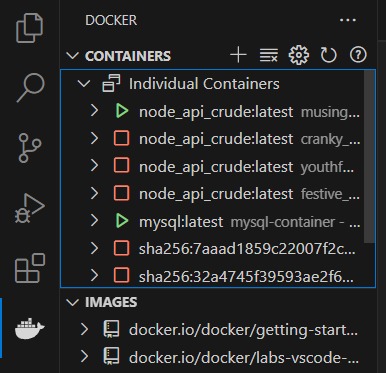 DOCKER
CONTAINERS
Individual Containers
node_api_crude:latest musing...
node_api_crude:latest cranky_...
node_api_crude:latest youthf...
node_api_crude:latest festive_...
mysql:latest mysql-container - ...
sha256:7aaad1859c22007f2c...
sha256:32a4745f39593ae2f6...
IMAGES
docker.io/docker/getting-start...
docker.io/docker/labs-vscode-...